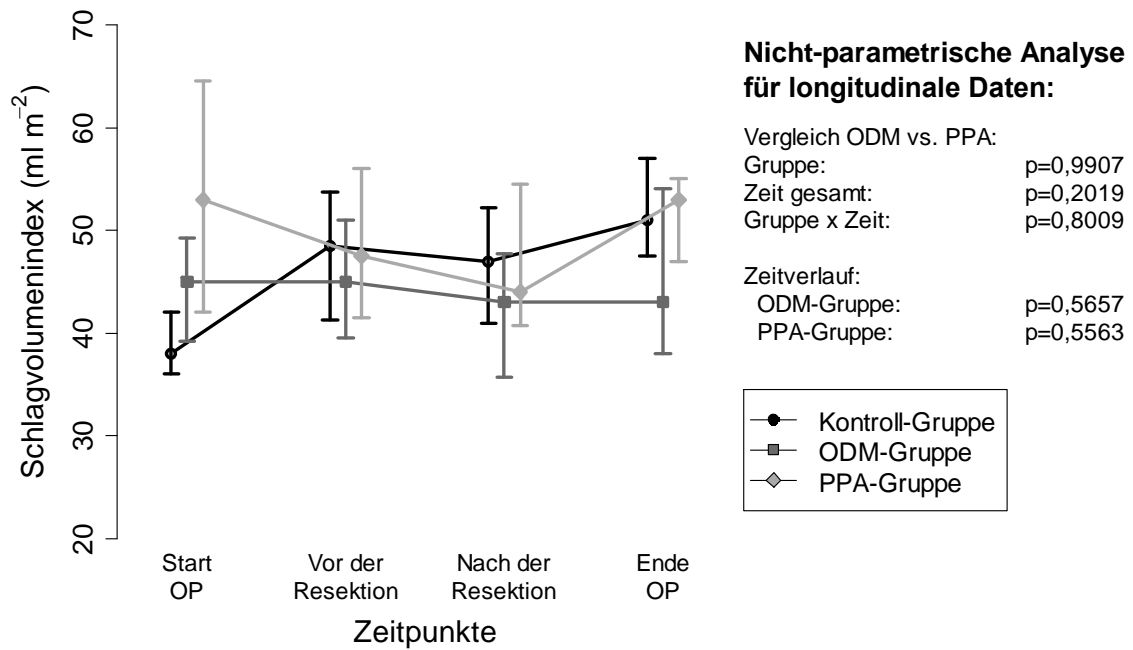 70
60
50
40
30
20
Schlagvolumenindex (ml m⁻²)
Start
OP
Vor der
Resektion
Nach der
Resektion
Ende
OP
Zeitpunkte
Nicht-parametrische Analyse
für longitudinale Daten:
Vergleich ODM vs. PPA:
Gruppe: p=0,9907
Zeit gesamt: p=0,2019
Gruppe x Zeit: p=0,8009
Zeitverlauf:
ODM-Gruppe: p=0,5657
PPA-Gruppe: p=0,5563
Kontroll-Gruppe
ODM-Gruppe
PPA-Gruppe